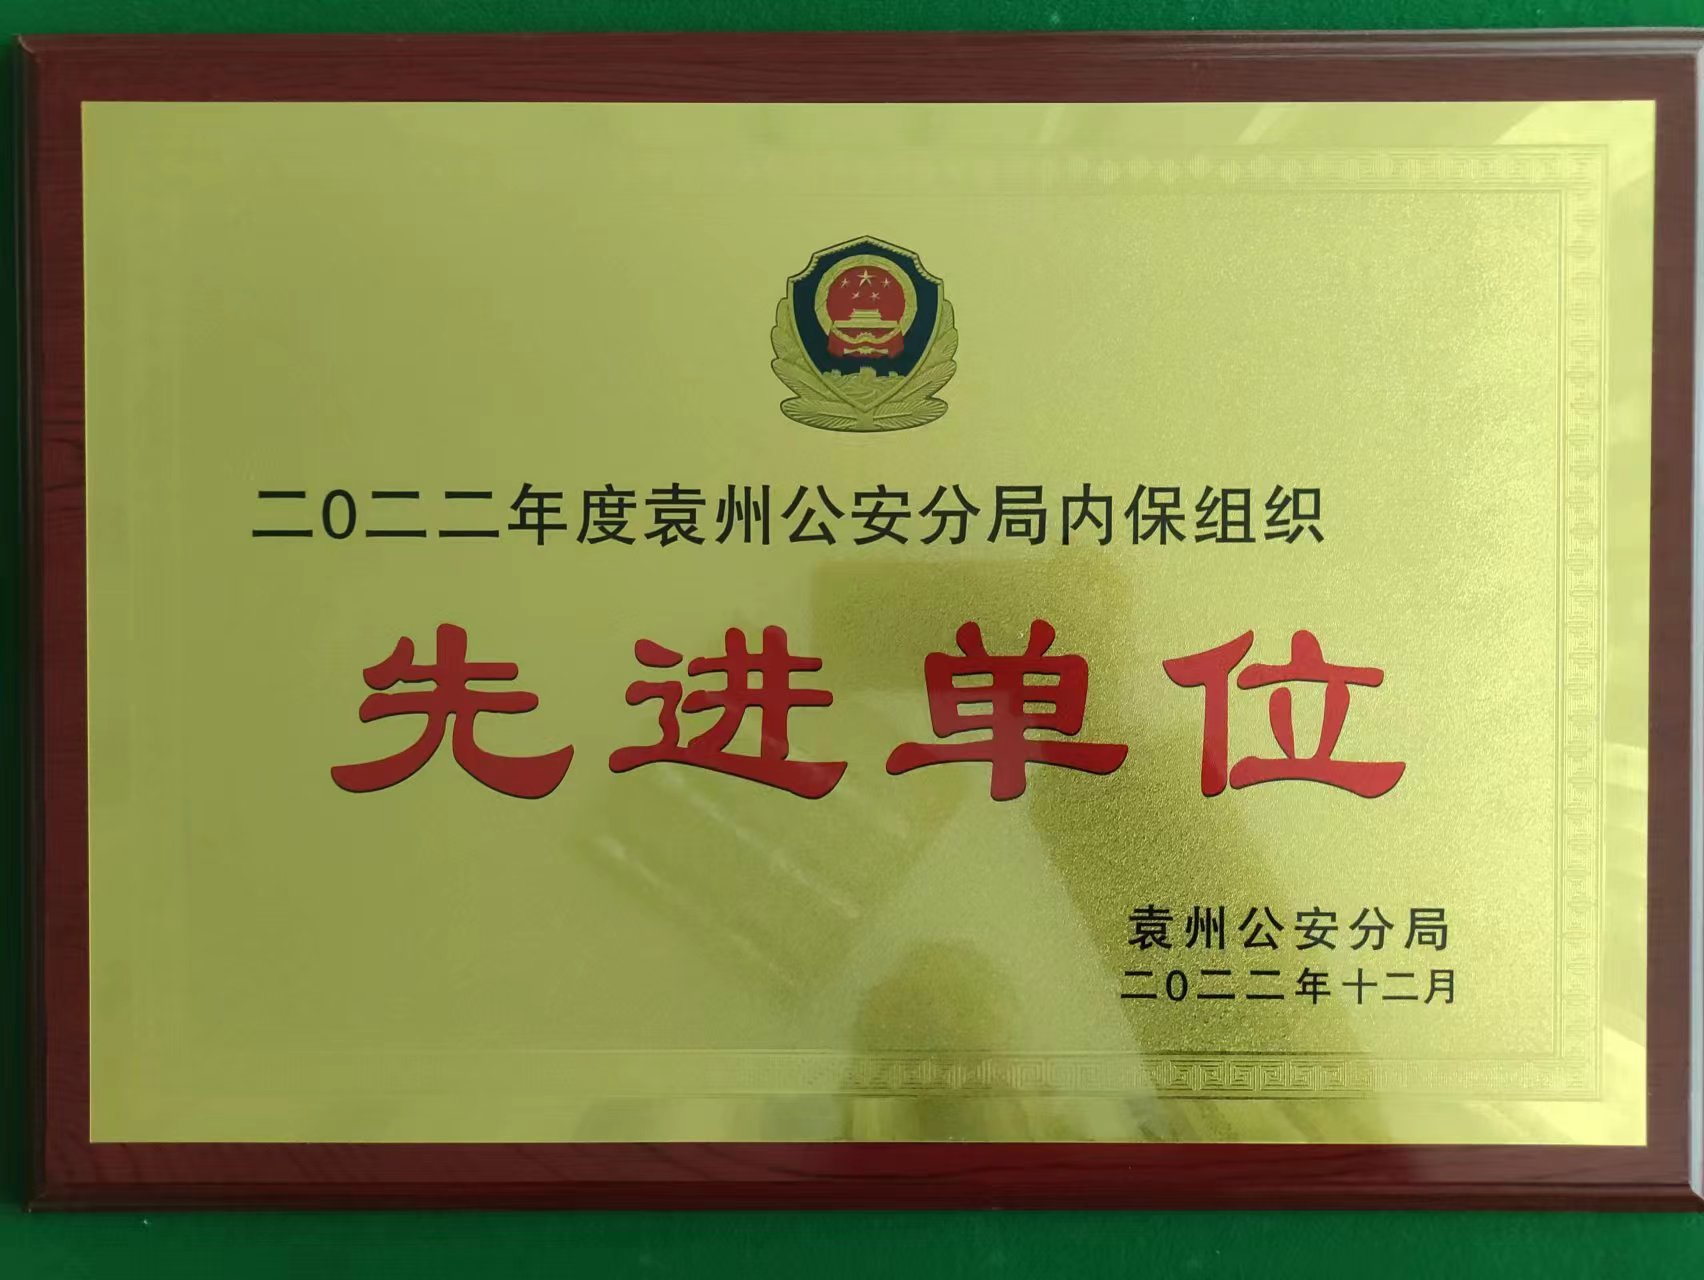 二0二二年度袁州公安分局内保组织
先进单位
袁州公安分局
二0二二年十二月